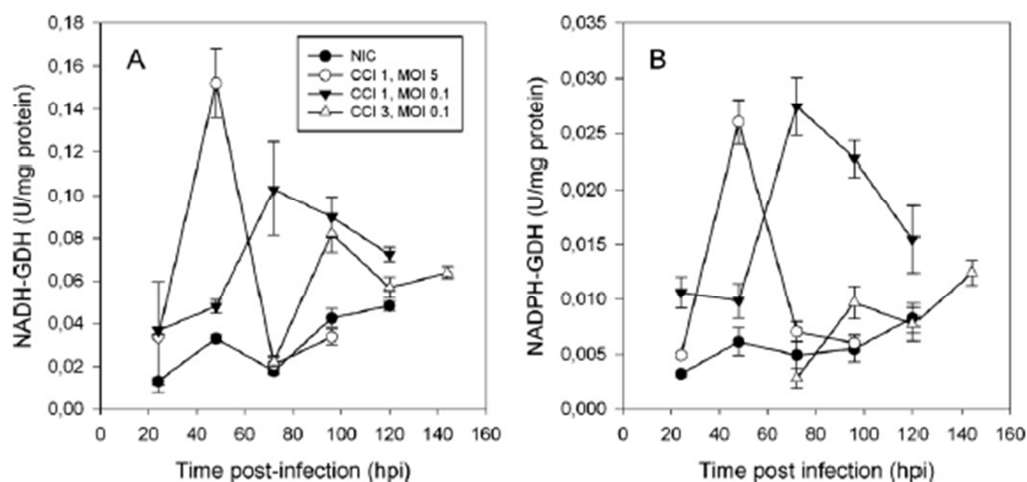 A
NADH-GDH (U/mg protein)
0,18
0,16
0,14
0,12
0,10
0,08
0,06
0,04
0,02
0,00
NIC
CCI 1, MOI 5
CCI 1, MOI 0.1
CCI 3, MOI 0.1
0 20 40 60 80 100 120 140 160
Time post-infection (hpi)
B
NADPH-GDH (U/mg protein)
0,035
0,030
0,025
0,020
0,015
0,010
0,005
0,000
0 20 40 60 80 100 120 140 160
Time post infection (hpi)